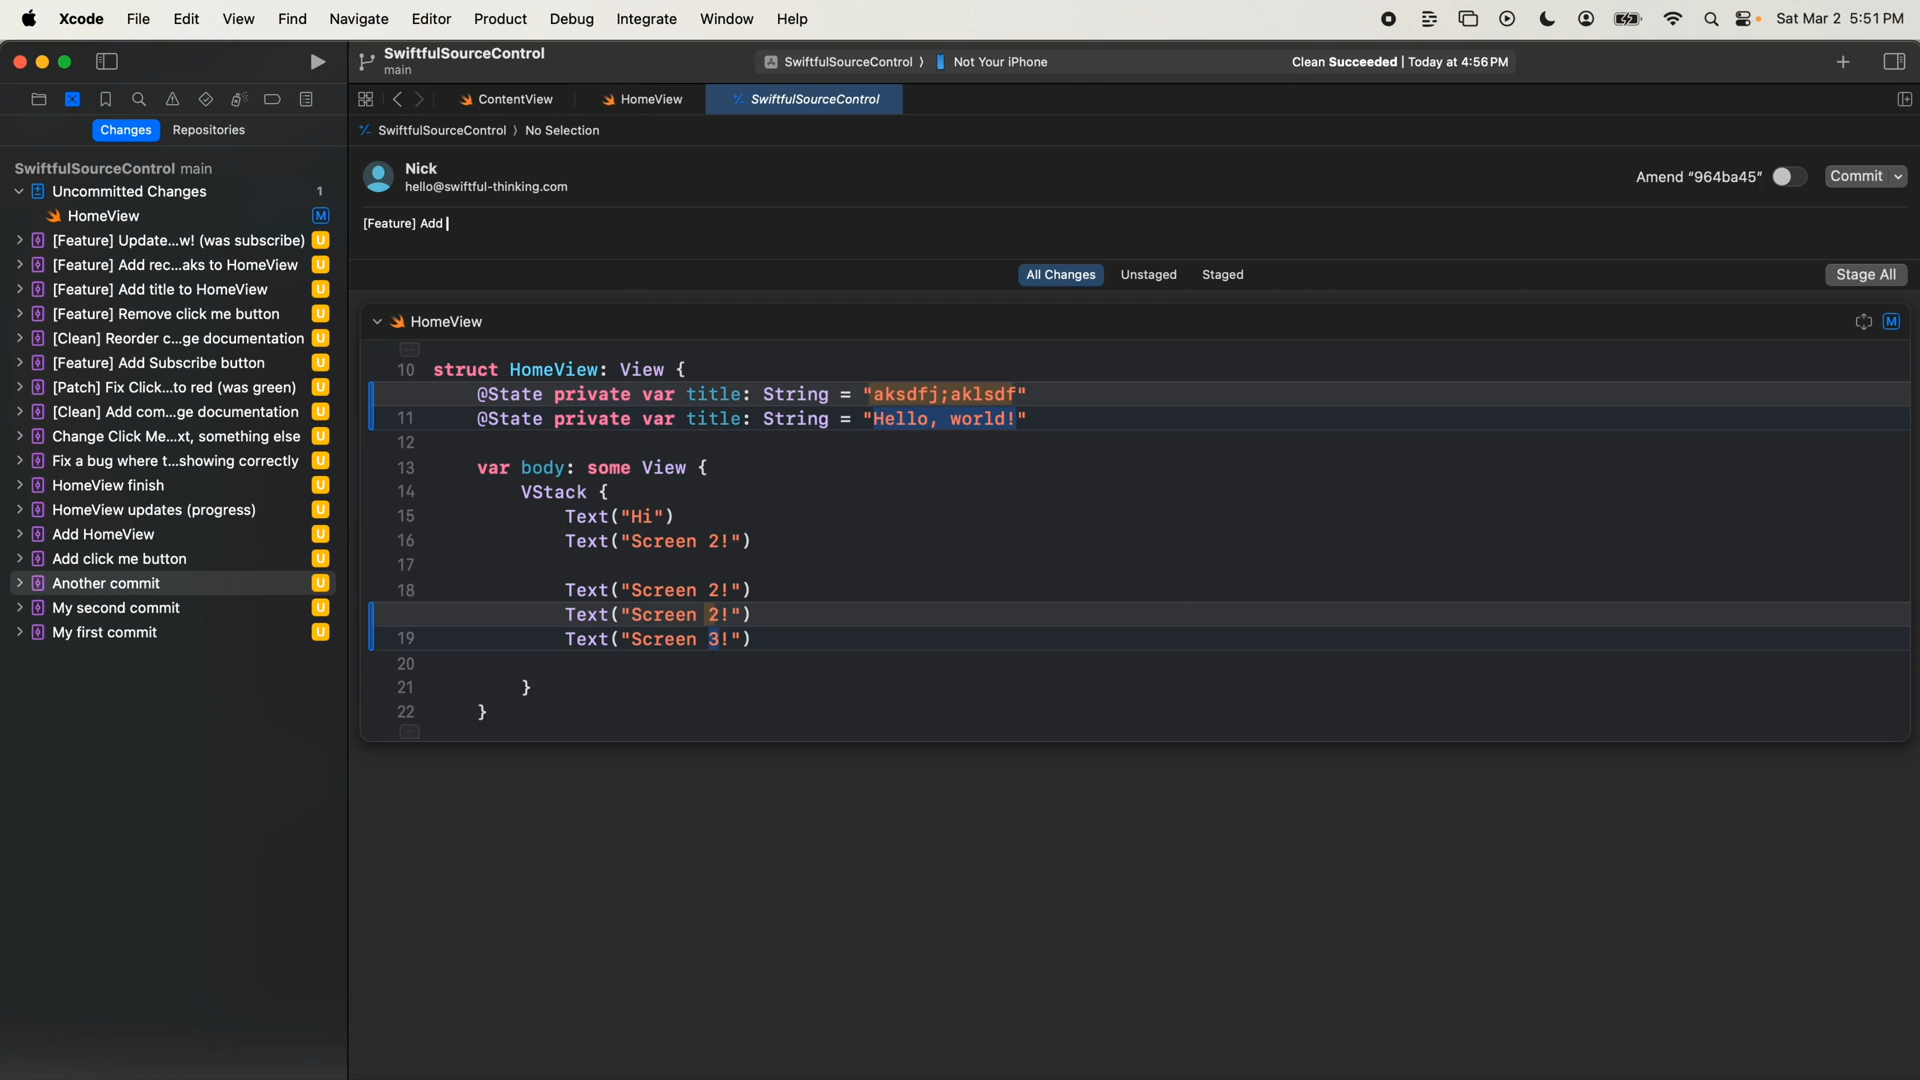 Xcode File Edit View Find Navigate Editor Product Debug Integrate Window Help Sat Mar 2 5:51 PM
SwiftfulSourceControl
main
SwiftfulSourceControl 〉 Not Your iPhone Clean Succeeded | Today at 4:56 PM
ContentView HomeView SwiftfulSourceControl
Changes Repositories
SwiftfulSourceControl 〉 No Selection
SwiftfulSourceControl main
Uncommitted Changes 1
HomeView M
[Feature] Update...w! (was subscribe) U
[Feature] Add rec...aks to HomeView U
[Feature] Add title to HomeView U
[Feature] Remove click me button U
[Clean] Reorder c...ge documentation U
[Feature] Add Subscribe button U
[Patch] Fix Click...to red (was green) U
[Clean] Add com...ge documentation U
Change Click Me...xt, something else U
Fix a bug where t...showing correctly U
HomeView finish U
HomeView updates (progress) U
Add HomeView U
Add click me button U
Another commit U
My second commit U
My first commit U
Nick
hello@swiftful-thinking.com
Amend "964ba45" Commit
[Feature] Add
All Changes Unstaged Staged Stage All
HomeView M
10 struct HomeView: View {
@State private var title: String = "aksdfj;aklsdf"
11 @State private var title: String = "Hello, world!"
12
13 var body: some View {
14 VStack {
15 Text("Hi")
16 Text("Screen 2!")
17
18 Text("Screen 2!")
Text("Screen 2!")
19 Text("Screen 3!")
20
21 }
22 }